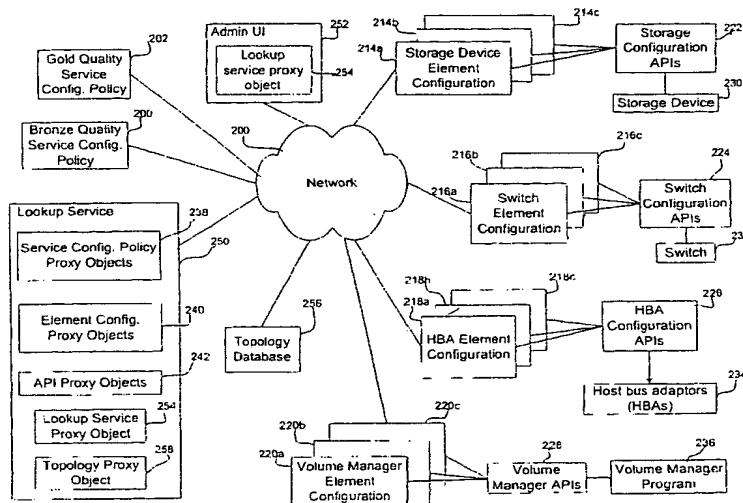 202
Gold Quality
Service
Config. Policy
200
Bronze Quality
Service Config.
Policy
Admin UI
252
Lookup
service proxy
object
254
200
Network
214c
214b
214a
Storage Device
Element
Configuration
222
Storage
Configuration
APIs
230
Storage Device
216c
216b
216a
Switch
Element
Configuration
224
Switch
Configuration
APIs
Switch
Lookup Service
238
250
Service Config. Policy
Proxy Objects
240
Element Config.
Proxy Objects
242
API Proxy Objects
254
Lookup Service
Proxy Object
258
Topology Proxy
Object
256
Topology
Database
218c
218b
218a
HBA Element
Configuration
226
HBA
Configuration
APIs
234
Host bus adaptors
(HBAs)
220c
220b
220a
Volume Manager
Element
Configuration
228
Volume
Manager APIs
236
Volume Manager
Program